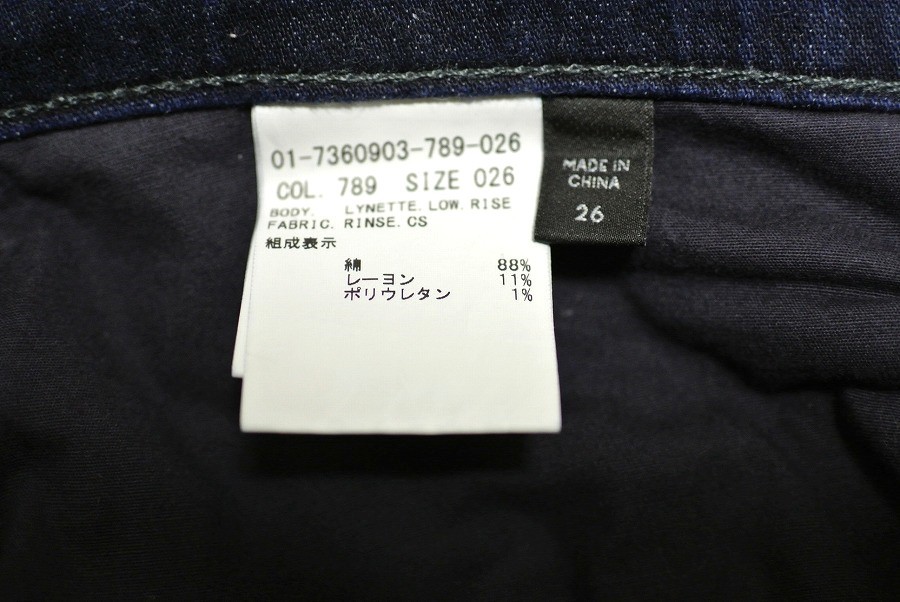 01-7360903-789-026
COL. 789 SIZE 026
BODY. LYNETTE.LOW.RISE
FABRIC. RINSE.CS
組成表示
綿 88%
レーヨン 11%
ポリウレタン 1%
MADE IN
CHINA
26